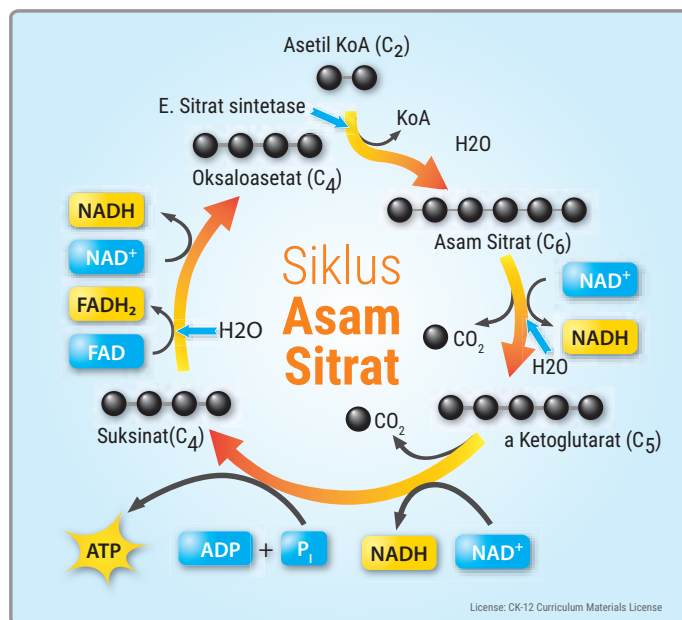 Asetil KoA (C₂)
E. Sitrat sintetase
KoA
H2O
Oksaloasetat (C₄)
Asam Sitrat (C₆)
NADH
NAD⁺
FADH₂
FAD
H2O
Siklus
Asam
Sitrat
NAD⁺
NADH
CO₂
H2O
Suksinat(C₄)
CO₂
a Ketoglutarat (C₅)
ATP
ADP + Pᵢ
NADH
NAD⁺
License: CK-12 Curriculum Materials License